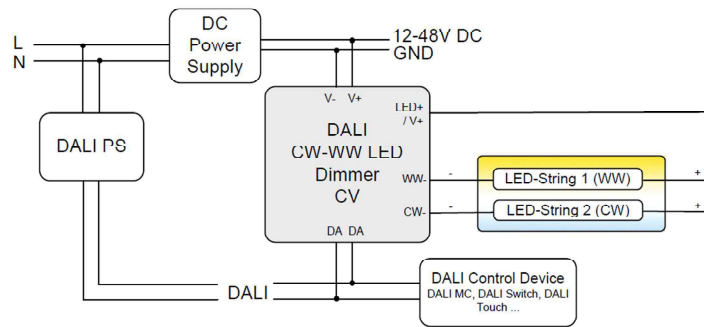 L
N
DC
Power
Supply
12-48V DC
GND
V- V+
LED+
/ V+
DALI PS
DALI
CW-WW LED
Dimmer
CV
WW-
-
LED-String 1 (WW)
+
CW-
-
LED-String 2 (CW)
+
DA DA
DALI
DALI Control Device
DALI MC, DALI Switch, DALI
Touch ...